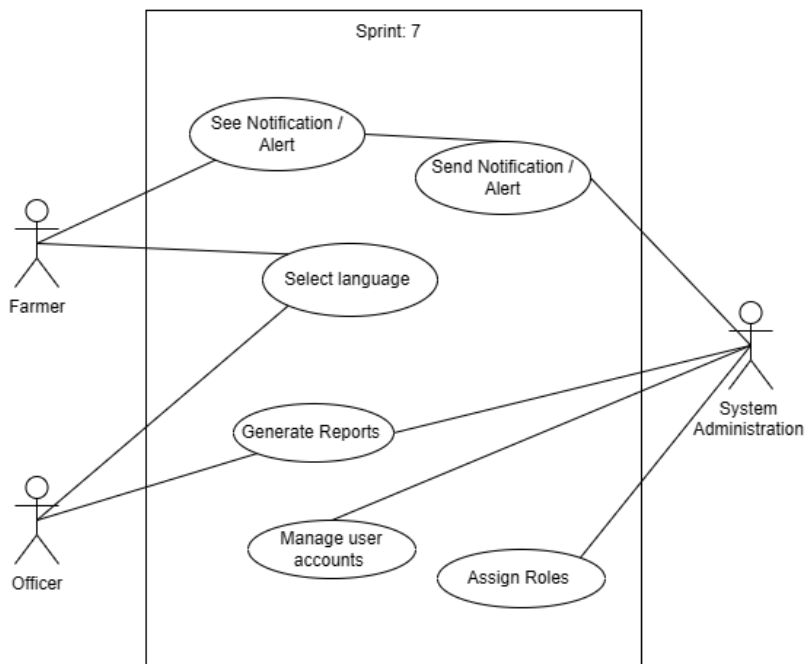 Sprint: 7
See Notification /
Alert
Send Notification /
Alert
Select language
Farmer
System
Administration
Generate Reports
Manage user
accounts
Assign Roles
Officer